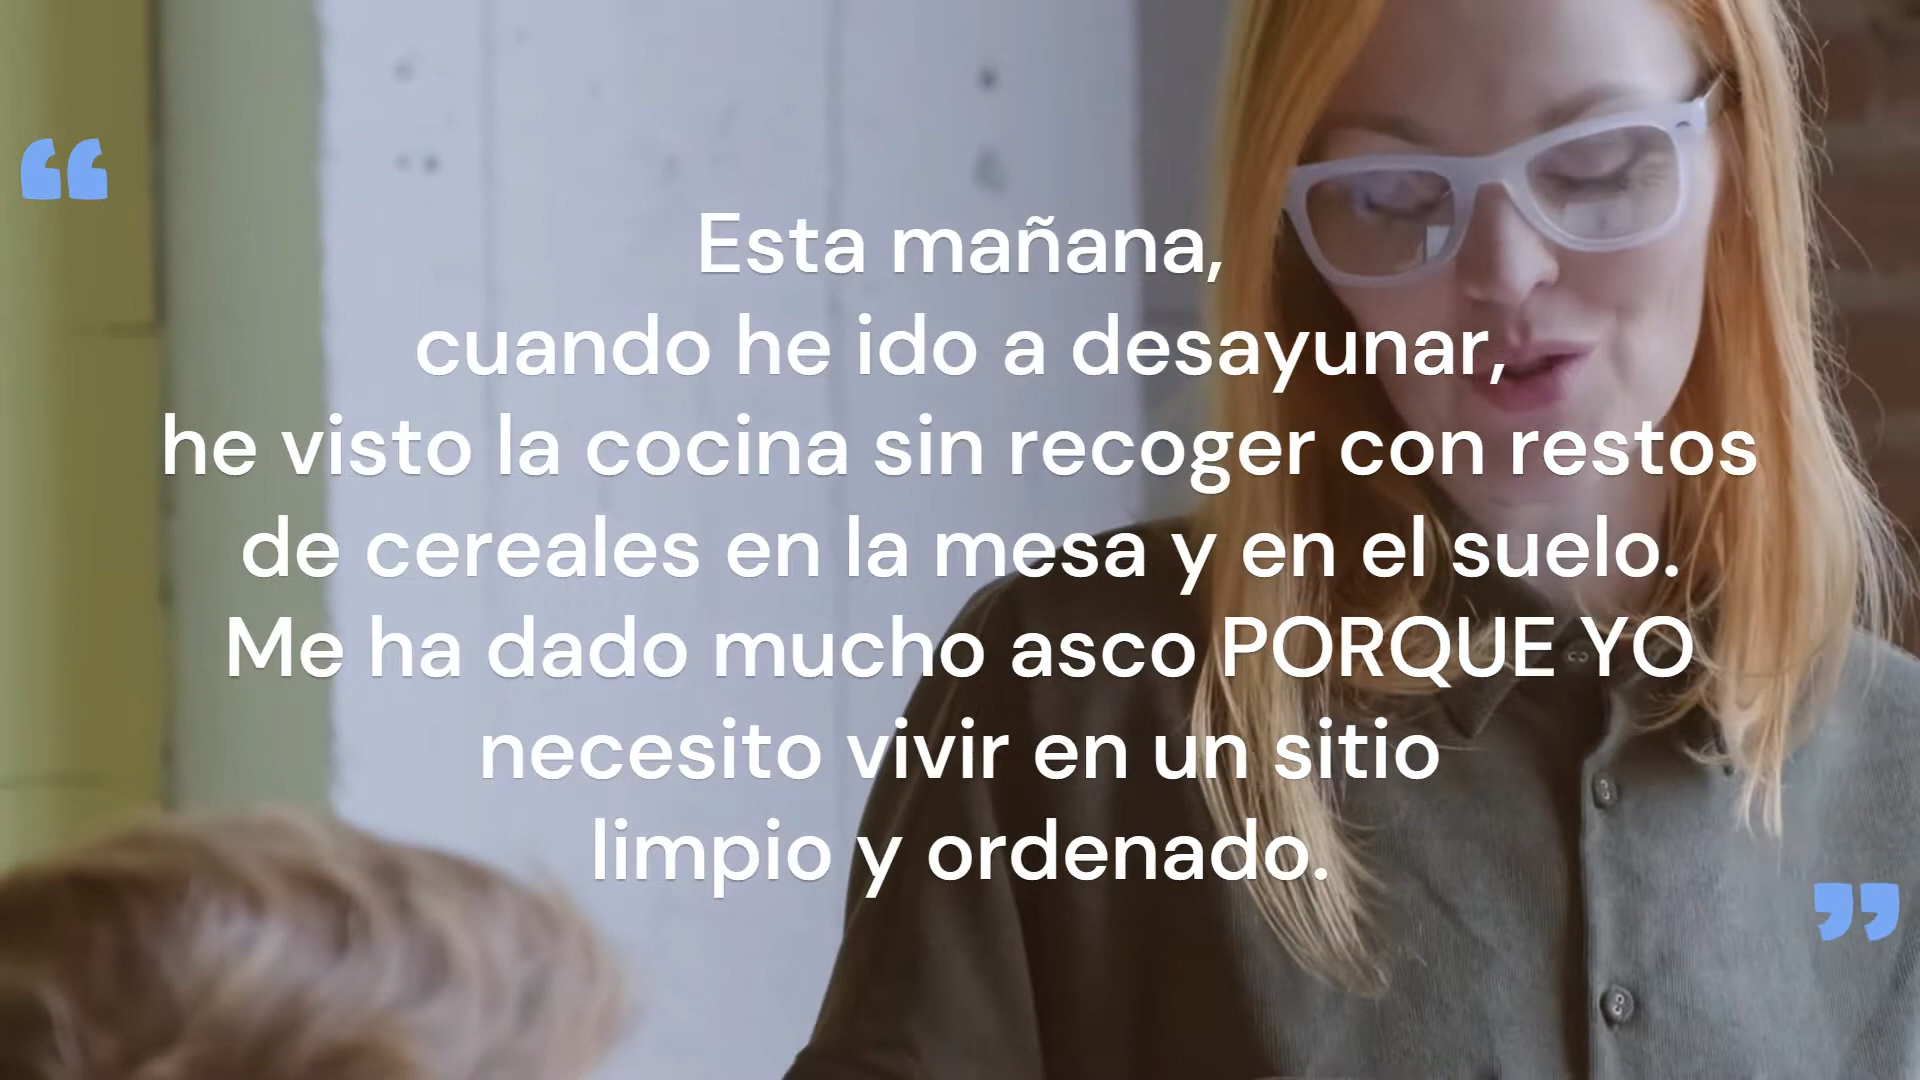 “
Esta mañana,
cuando he ido a desayunar,
he visto la cocina sin recoger con restos
de cereales en la mesa y en el suelo.
Me ha dado mucho asco PORQUE YO
necesito vivir en un sitio
limpio y ordenado.
”